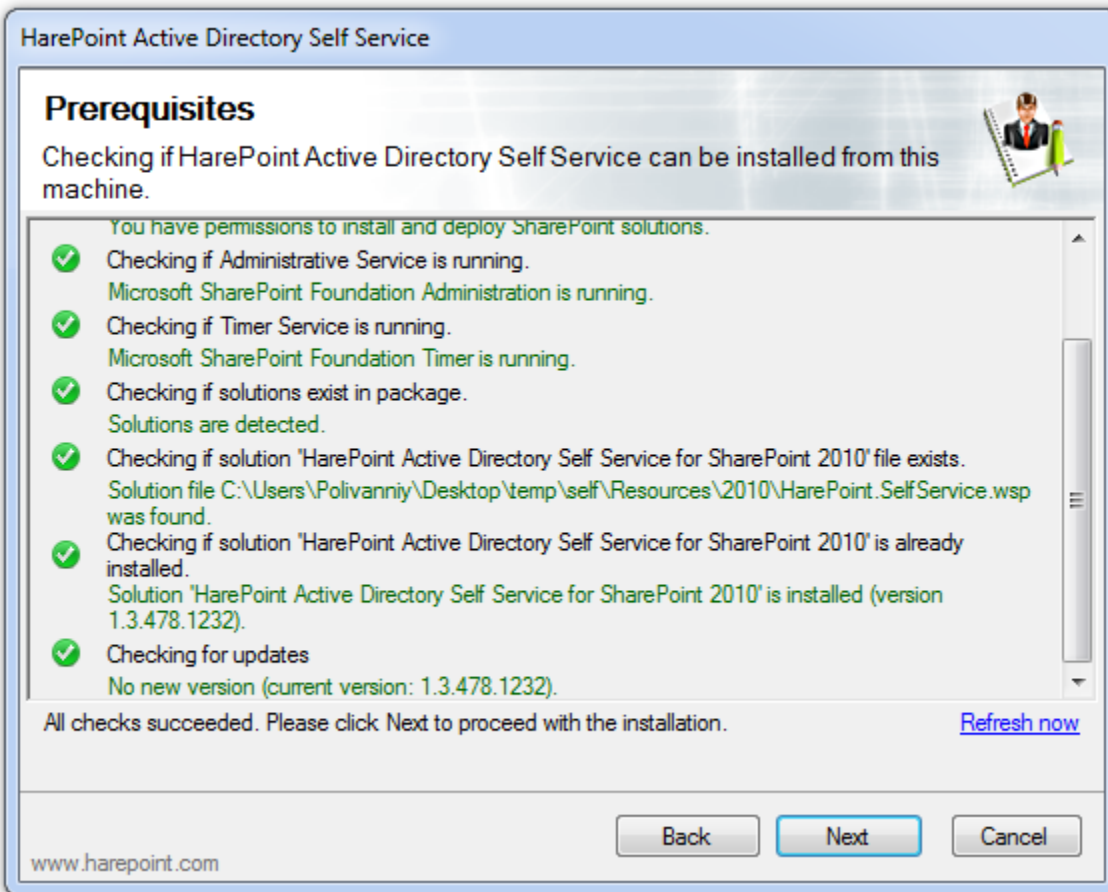 HarePoint Active Directory Self Service
Prerequisites
Checking if HarePoint Active Directory Self Service can be installed from this
machine.
You have permissions to install and deploy SharePoint solutions.
Checking if Administrative Service is running.
Microsoft SharePoint Foundation Administration is running.
Checking if Timer Service is running.
Microsoft SharePoint Foundation Timer is running.
Checking if solutions exist in package.
Solutions are detected.
Checking if solution 'HarePoint Active Directory Self Service for SharePoint 2010' file exists.
Solution file C:\Users\Polivanniy\Desktop\temp\self\Resources\2010\HarePoint.SelfService.wsp
was found.
Checking if solution 'HarePoint Active Directory Self Service for SharePoint 2010' is already
installed.
Solution 'HarePoint Active Directory Self Service for SharePoint 2010' is installed (version
1.3.478.1232).
Checking for updates
No new version (current version: 1.3.478.1232).
All checks succeeded. Please click Next to proceed with the installation.
Refresh now
Back
Next
Cancel
www.harepoint.com